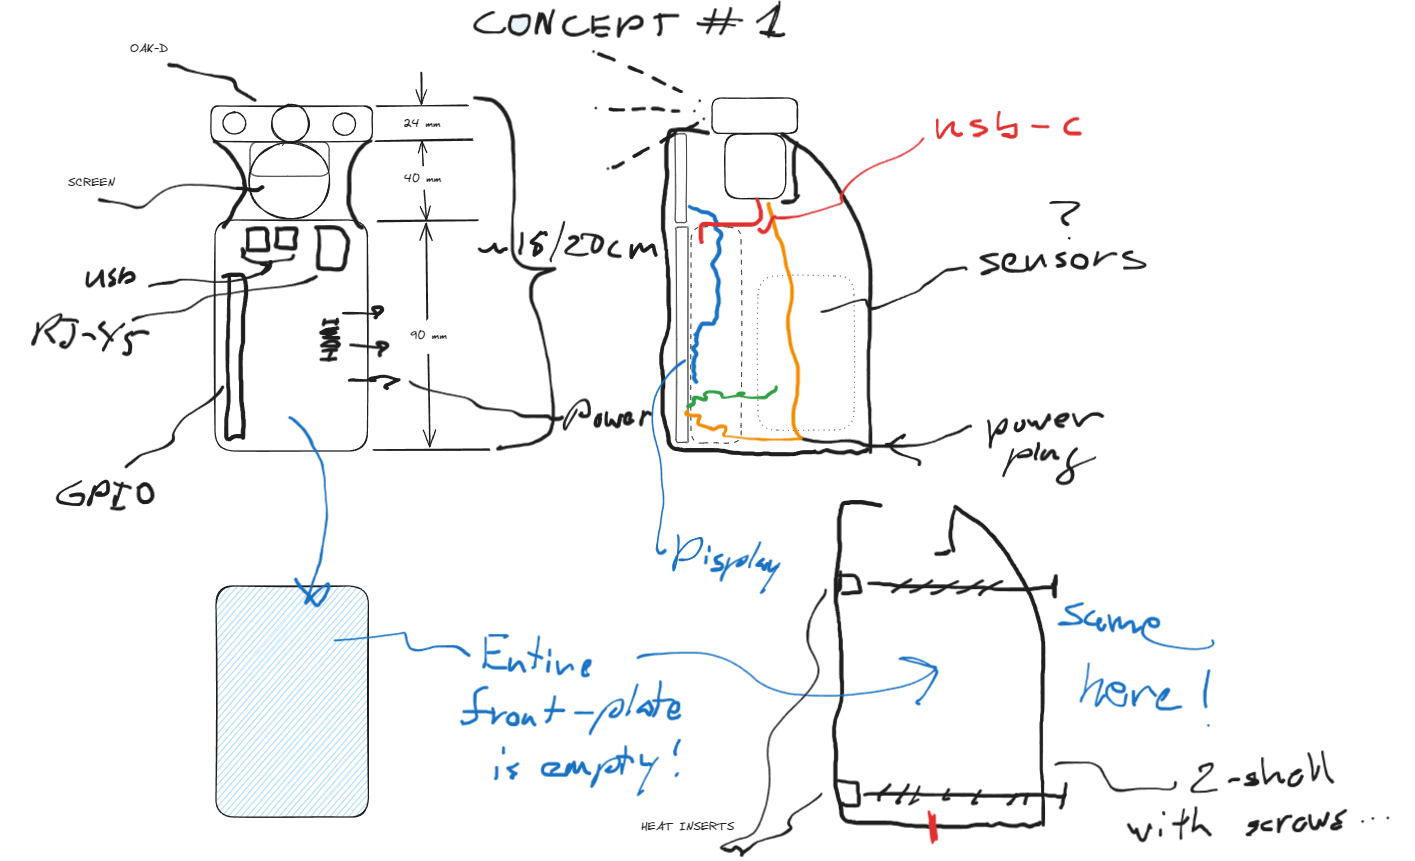 CONCEPT #1
OAK-D
24 mm
usb-c
SCREEN
40 mm
?
sensors
~ 15/20cm
usb
RJ-45
HDMI
90 mm
Power
power
plug
GPIO
Display
same
here!
Entire
front-plate
is empty!
2-shell
with screws...
HEAT INSERTS